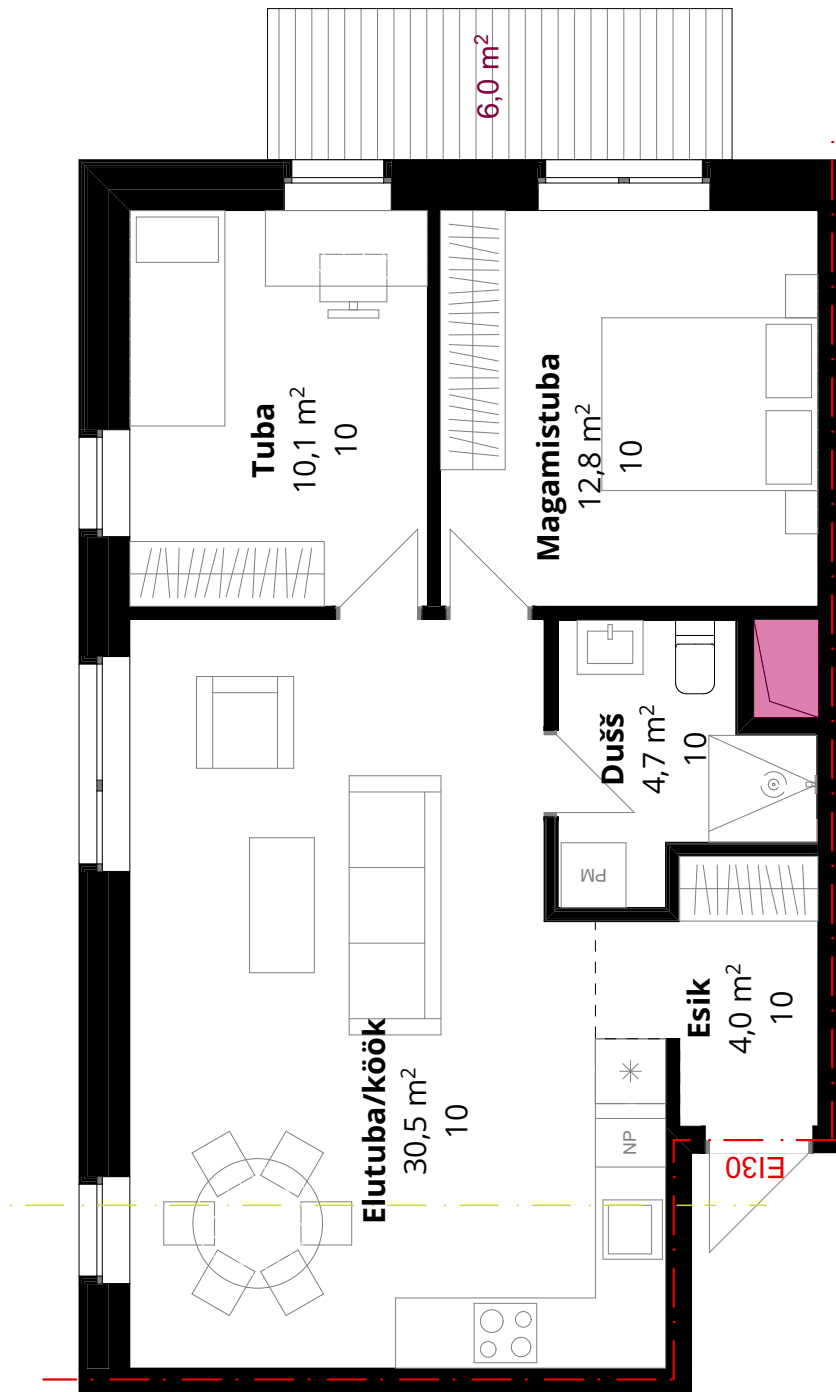 6,0 m²
Tuba
10,1 m²
10
Magamistuba
12,8 m²
10
Dušš
4,7 m²
10
PM
Esik
4,0 m²
10
Elutuba/köök
30,5 m²
10
NP
EI30